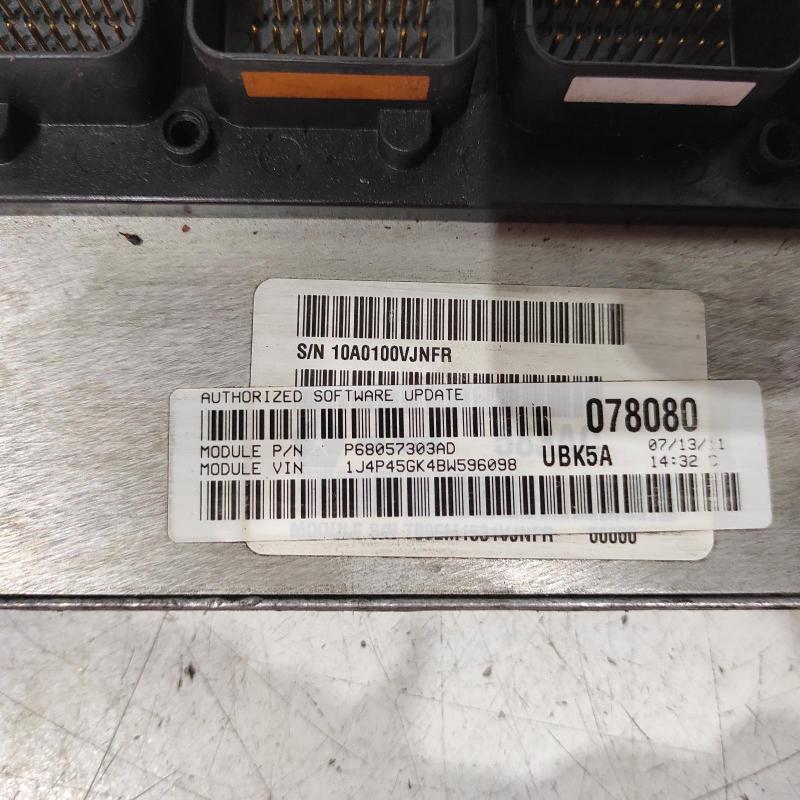 S/N 10A0100VJNFR
AUTHORIZED SOFTWARE UPDATE
078080
MODULE P/N P68057303AD 07/13/11
MODULE VIN 1J4P45GK4BW596098 UBK5A 14:32 C